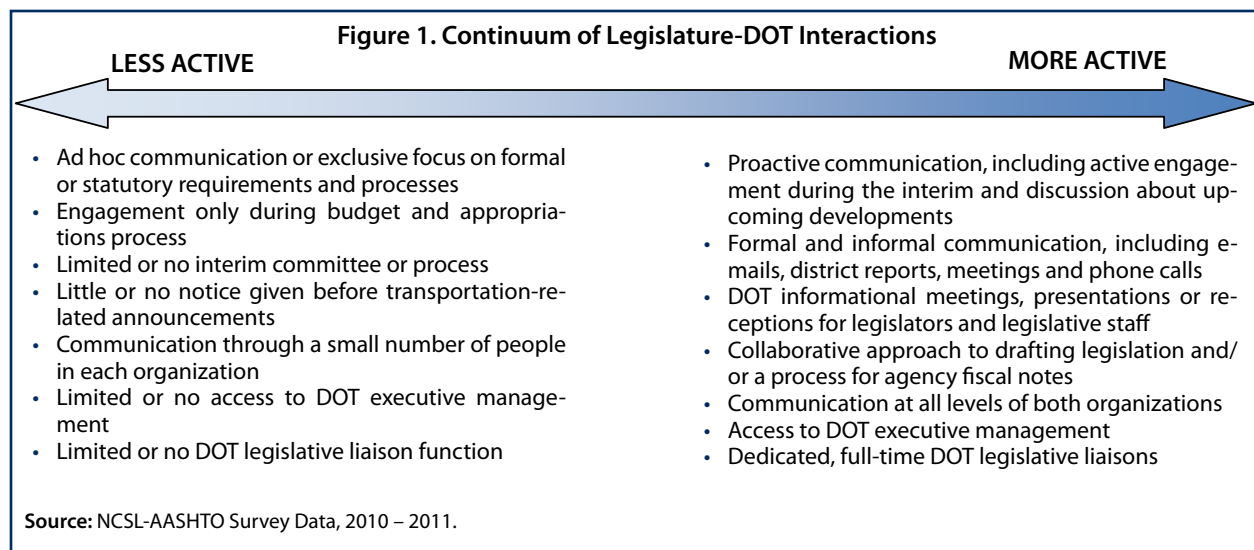 Figure 1. Continuum of Legislature-DOT Interactions
LESS ACTIVE
MORE ACTIVE
• Ad hoc communication or exclusive focus on formal
or statutory requirements and processes
• Engagement only during budget and appropria-
tions process
• Limited or no interim committee or process
• Little or no notice given before transportation-re-
lated announcements
• Communication through a small number of people
in each organization
• Limited or no access to DOT executive manage-
ment
• Limited or no DOT legislative liaison function
• Proactive communication, including active engage-
ment during the interim and discussion about up-
coming developments
• Formal and informal communication, including e-
mails, district reports, meetings and phone calls
• DOT informational meetings, presentations or re-
ceptions for legislators and legislative staff
• Collaborative approach to drafting legislation and/
or a process for agency fiscal notes
• Communication at all levels of both organizations
• Access to DOT executive management
• Dedicated, full-time DOT legislative liaisons
Source: NCSL-AASHTO Survey Data, 2010 – 2011.